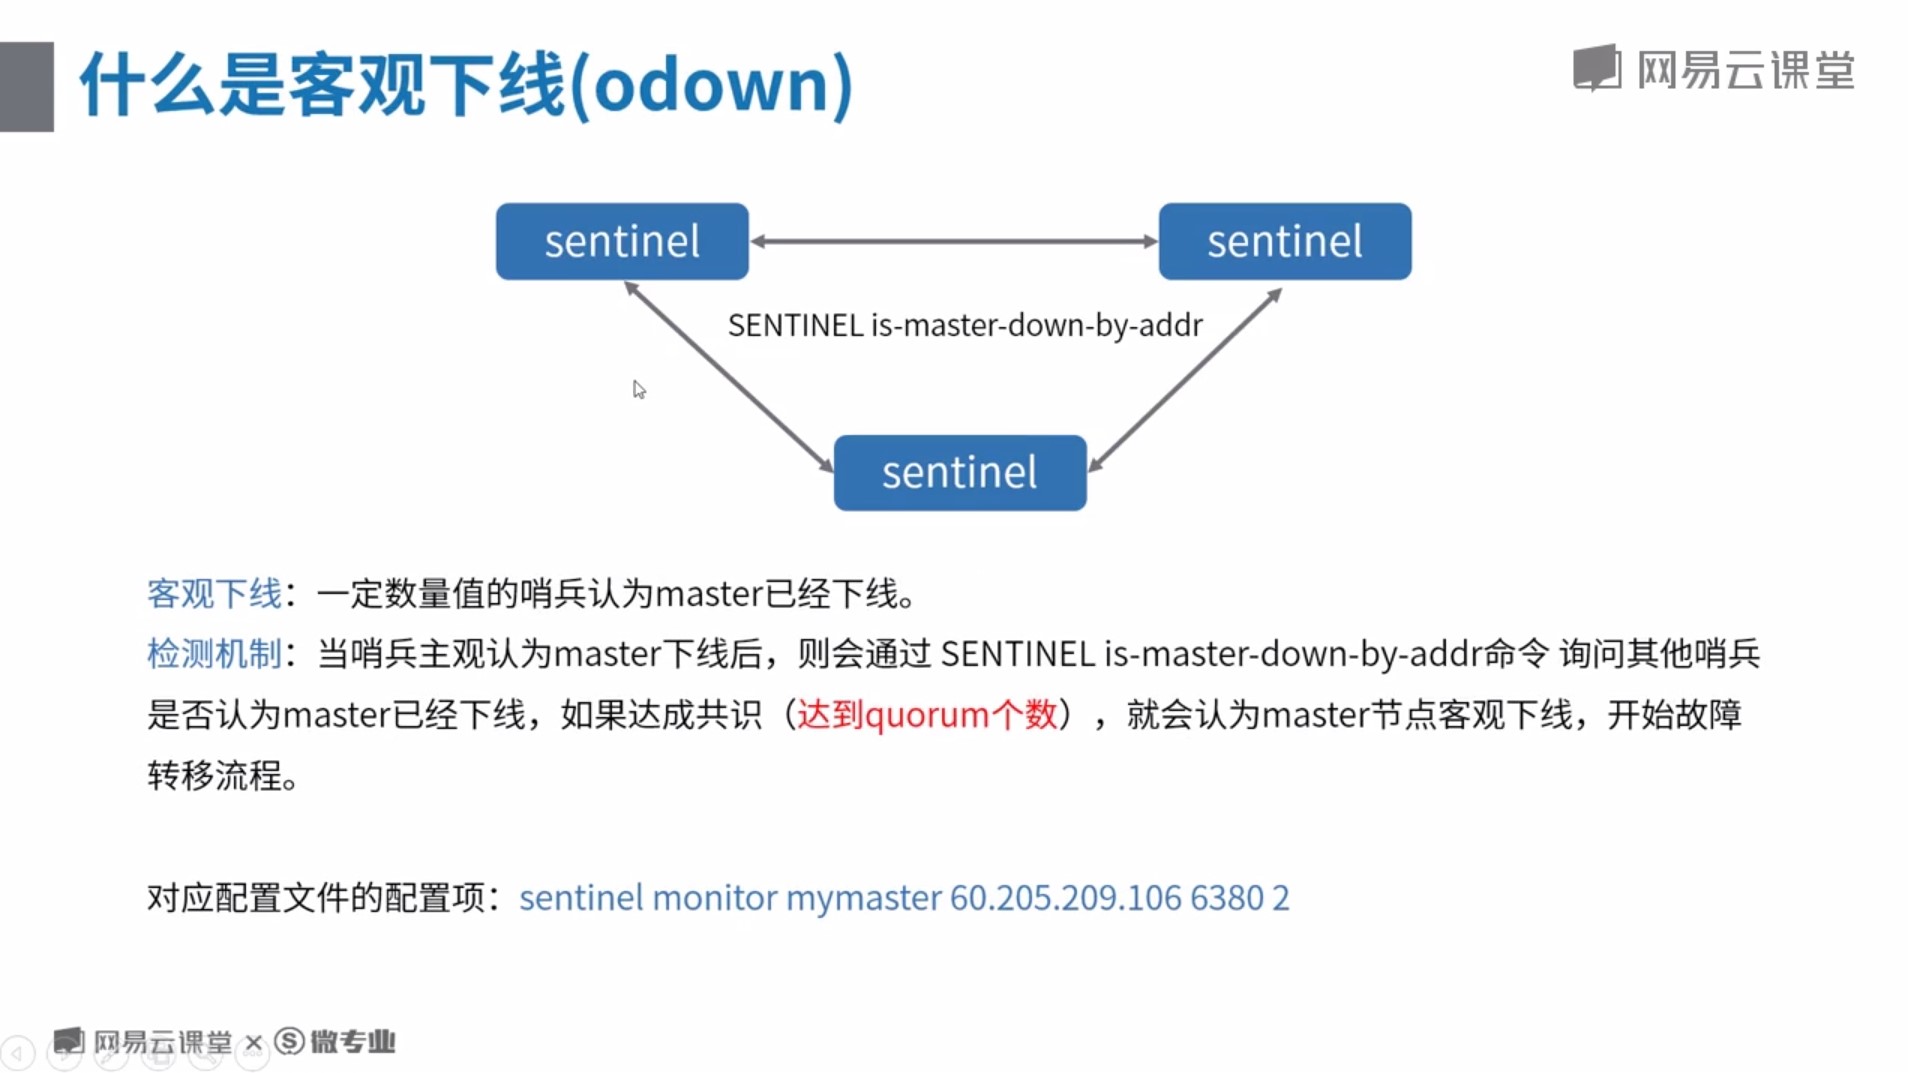 什么是客观下线(odown)
网易云课堂
sentinel
sentinel
SENTINEL is-master-down-by-addr
sentinel
客观下线：一定数量值的哨兵认为master已经下线。
检测机制：当哨兵主观认为master下线后，则会通过 SENTINEL is-master-down-by-addr命令 询问其他哨兵
是否认为master已经下线，如果达成共识（达到quorum个数），就会认为master节点客观下线，开始故障
转移流程。
对应配置文件的配置项：sentinel monitor mymaster 60.205.209.106 6380 2
网易云课堂 × 微专业